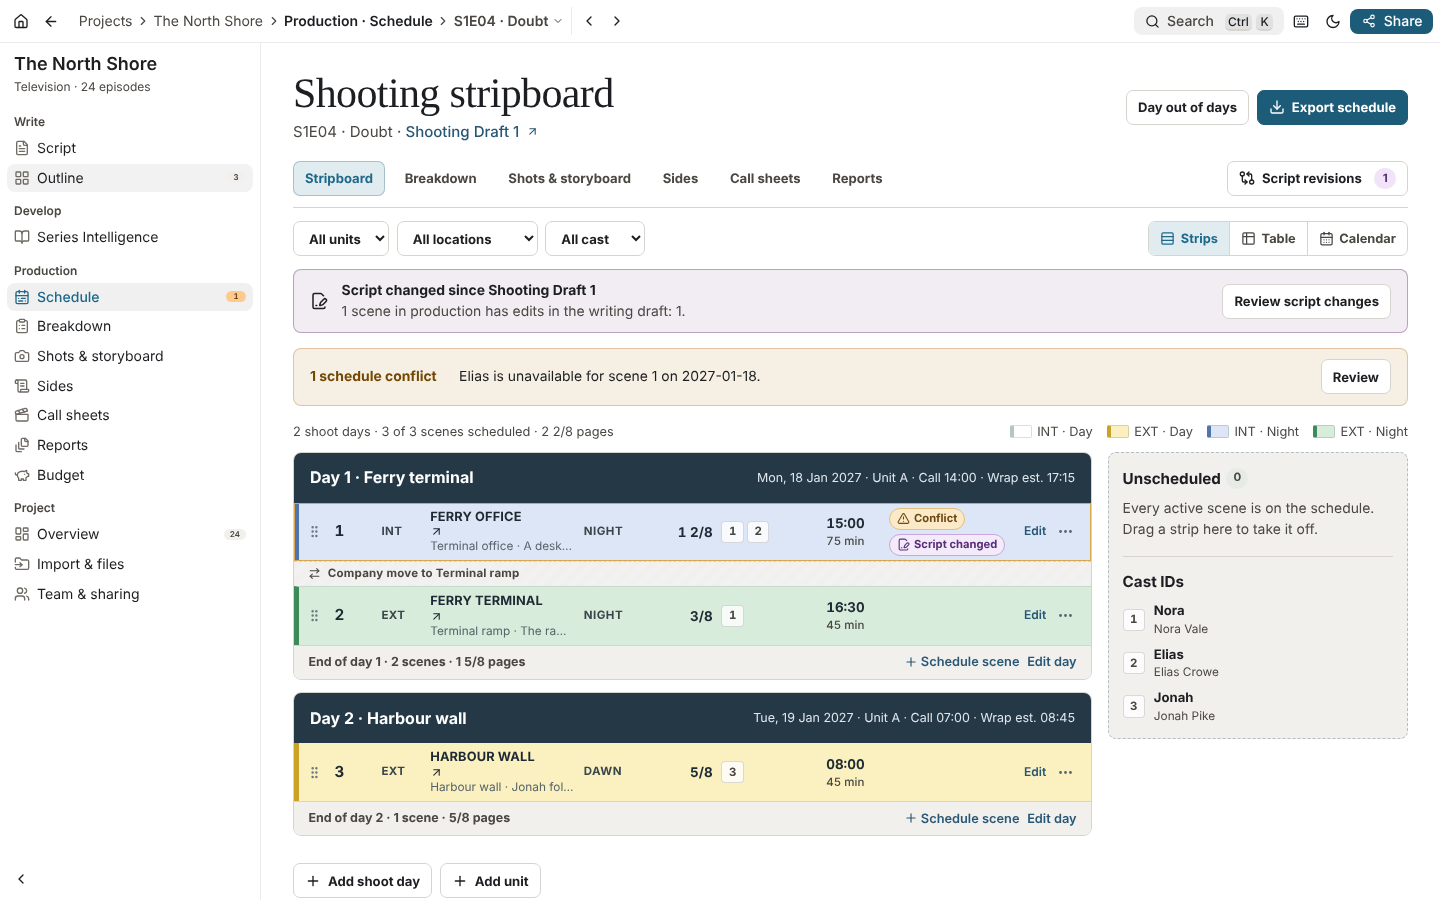 Projects > The North Shore > Production · Schedule > S1E04 · Doubt
Search Ctrl K
Share
The North Shore
Television · 24 episodes
Write
Script
Outline 3
Develop
Series Intelligence
Production
Schedule 1
Breakdown
Shots & storyboard
Sides
Call sheets
Reports
Budget
Project
Overview 24
Import & files
Team & sharing
Shooting stripboard
S1E04 · Doubt · Shooting Draft 1 ↗
Day out of days
Export schedule
Stripboard Breakdown Shots & storyboard Sides Call sheets Reports
Script revisions 1
All units All locations All cast
Strips Table Calendar
Script changed since Shooting Draft 1
1 scene in production has edits in the writing draft: 1.
Review script changes
1 schedule conflict Elias is unavailable for scene 1 on 2027-01-18.
Review
2 shoot days · 3 of 3 scenes scheduled · 2 2/8 pages
INT · Day EXT · Day INT · Night EXT · Night
Day 1 · Ferry terminal
Mon, 18 Jan 2027 · Unit A · Call 14:00 · Wrap est. 17:15
1 INT FERRY OFFICE ↗ NIGHT 1 2/8 1 2 15:00 Conflict Edit
Terminal office · A desk... 75 min Script changed
Company move to Terminal ramp
2 EXT FERRY TERMINAL ↗ NIGHT 3/8 1 16:30 Edit
Terminal ramp · The ra... 45 min
End of day 1 · 2 scenes · 1 5/8 pages
+ Schedule scene Edit day
Day 2 · Harbour wall
Tue, 19 Jan 2027 · Unit A · Call 07:00 · Wrap est. 08:45
3 EXT HARBOUR WALL ↗ DAWN 5/8 3 08:00 Edit
Harbour wall · Jonah fol... 45 min
End of day 2 · 1 scene · 5/8 pages
+ Schedule scene Edit day
+ Add shoot day
+ Add unit
Unscheduled 0
Every active scene is on the schedule.
Drag a strip here to take it off.
Cast IDs
1 Nora
Nora Vale
2 Elias
Elias Crowe
3 Jonah
Jonah Pike